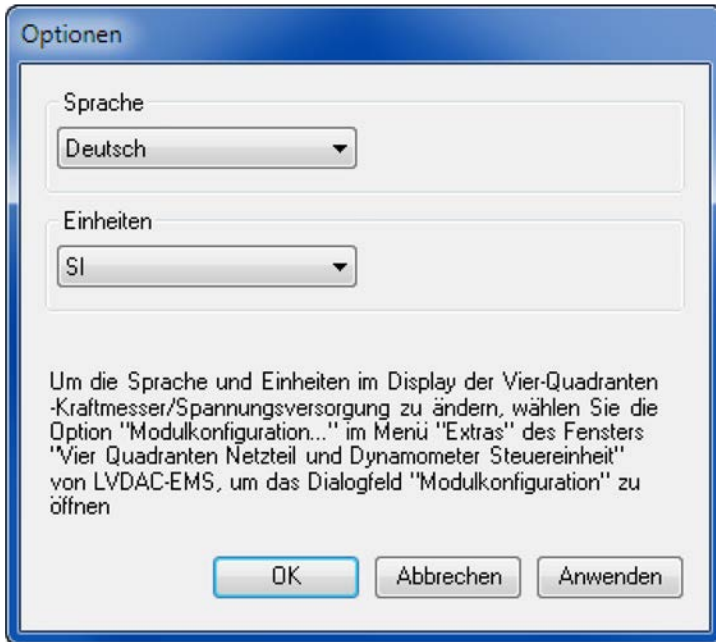 Optionen
Sprache
Deutsch
Einheiten
SI
Um die Sprache und Einheiten im Display der Vier-Quadranten
-Kraftmesser/Spannungsversorgung zu ändern, wählen Sie die
Option "Modulkonfiguration..." im Menü "Extras" des Fensters
"Vier Quadranten Netzteil und Dynamometer Steuereinheit"
von LVDAC-EMS, um das Dialogfeld "Modulkonfiguration" zu
öffnen
OK
Abbrechen
Anwenden